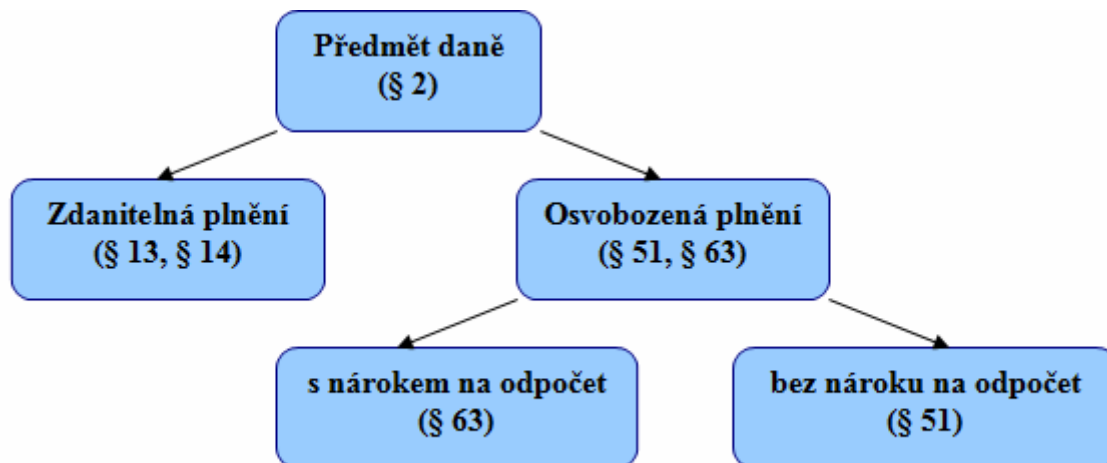 Předmět daně
(§ 2)
Zdanitelná plnění
(§ 13, § 14)
Osvobozená plnění
(§ 51, § 63)
s nárokem na odpočet
(§ 63)
bez nároku na odpočet
(§ 51)